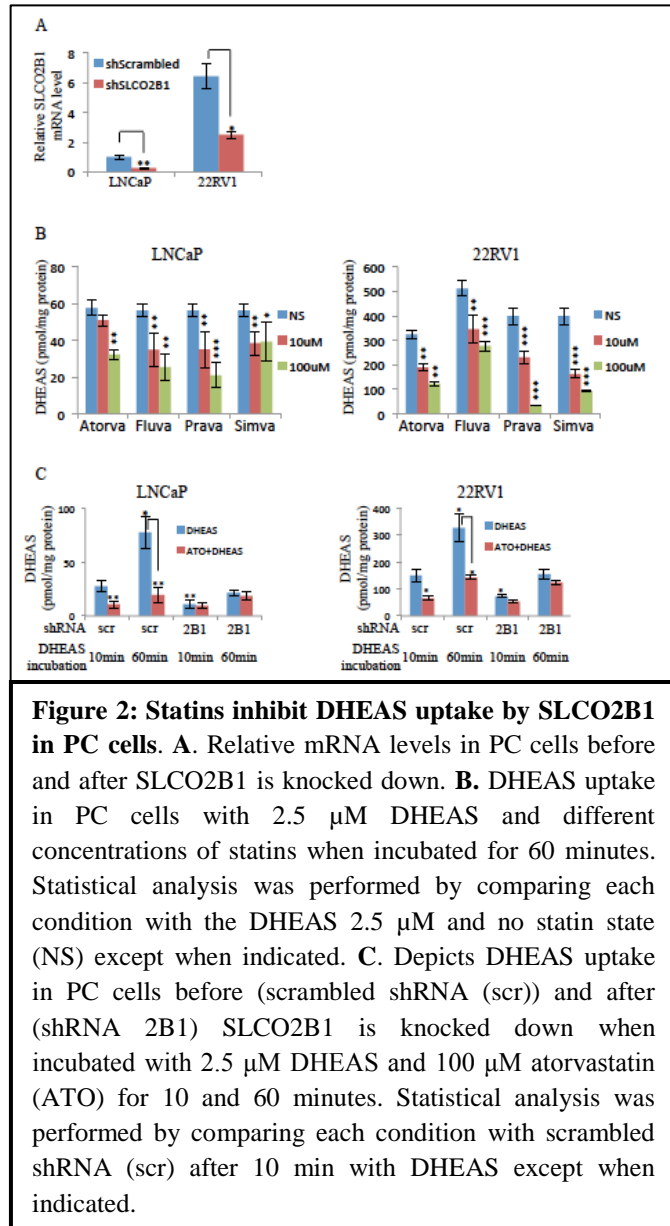 A
shScrambled
shSLCO2B1
Relative SLCO2B1
mRNA level
8
6
4
2
0
**
*
LNCaP
22RV1
B
LNCaP
DHEAS (pmol/mg protein)
80
60
40
20
0
**
**
**
**
**
***
**
*
NS
10uM
100uM
Atorva
Fluva
Prava
Simva
22RV1
DHEAS (pmol/mg protein)
600
500
400
300
200
100
0
**
**
**
***
***
***
***
***
NS
10uM
100uM
Atorva
Fluva
Prava
Simva
C
LNCaP
DHEAS
(pmol/mg protein)
100
50
0
**
*
**
**
DHEAS
ATO+DHEAS
shRNA scr scr 2B1 2B1
DHEAS
incubation
10min 60min 10min 60min
22RV1
DHEAS
(pmol/mg protein)
400
300
200
100
0
*
*
*
*
DHEAS
ATO+DHEAS
shRNA scr scr 2B1 2B1
DHEAS
incubation
10min 60min 10min 60min
Figure 2: Statins inhibit DHEAS uptake by SLCO2B1
in PC cells. A. Relative mRNA levels in PC cells before
and after SLCO2B1 is knocked down. B. DHEAS uptake
in PC cells with 2.5 µM DHEAS and different
concentrations of statins when incubated for 60 minutes.
Statistical analysis was performed by comparing each
condition with the DHEAS 2.5 µM and no statin state
(NS) except when indicated. C. Depicts DHEAS uptake
in PC cells before (scrambled shRNA (scr)) and after
(shRNA 2B1) SLCO2B1 is knocked down when
incubated with 2.5 µM DHEAS and 100 µM atorvastatin
(ATO) for 10 and 60 minutes. Statistical analysis was
performed by comparing each condition with scrambled
shRNA (scr) after 10 min with DHEAS except when
indicated.